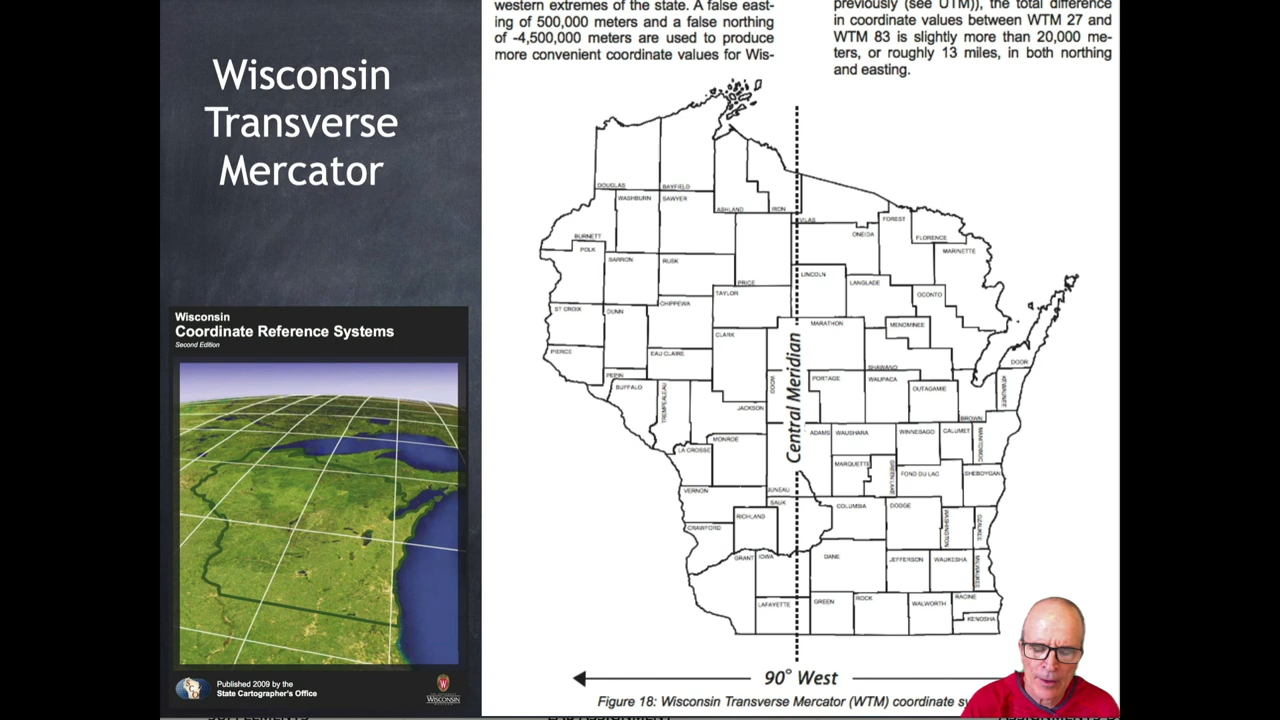 Wisconsin
Transverse
Mercator
Wisconsin
Coordinate Reference Systems
Second Edition
Published 2009 by the
State Cartographer's Office
WISCONSIN
western extremes of the state. A false east-
ing of 500,000 meters and a false northing
of -4,500,000 meters are used to produce
more convenient coordinate values for Wis-
previously (see UTM)), the total difference
in coordinate values between WTM 27 and
WTM 83 is slightly more than 20,000 me-
ters, or roughly 13 miles, in both northing
and easting.
DOUGLAS
BAYFIELD
WASHBURN
SAWYER
ASHLAND
IRON
VILAS
FOREST
ONEIDA
FLORENCE
BURNETT
POLK
MARINETTE
BARRON
RUSK
LINCOLN
PRICE
LANGLADE
TAYLOR
OCONTO
CHIPPEWA
ST CROIX
DUNN
MARATHON
MENOMINEE
CLARK
PIERCE
EAU CLAIRE
DOOR
SHAWANO
PEPIN
BUFFALO
TREMPEALEAU
WOOD
PORTAGE
WAUPACA
OUTAGAMIE
KEWAUNEE
JACKSON
BROWN
Central Meridian
ADAMS
WAUSHARA
WINNEBAGO
CALUMET
MANITOWOC
MONROE
LA CROSSE
MARQUETTE
GREEN LAKE
FOND DU LAC
SHEBOYGAN
VERNON
JUNEAU
SAUK
COLUMBIA
DODGE
RICHLAND
WASHINGTON
OZAUKEE
CRAWFORD
GRANT
IOWA
DANE
JEFFERSON
WAUKESHA
MILWAUKEE
LAFAYETTE
GREEN
ROCK
WALWORTH
RACINE
KENOSHA
90° West
Figure 18: Wisconsin Transverse Mercator (WTM) coordinate